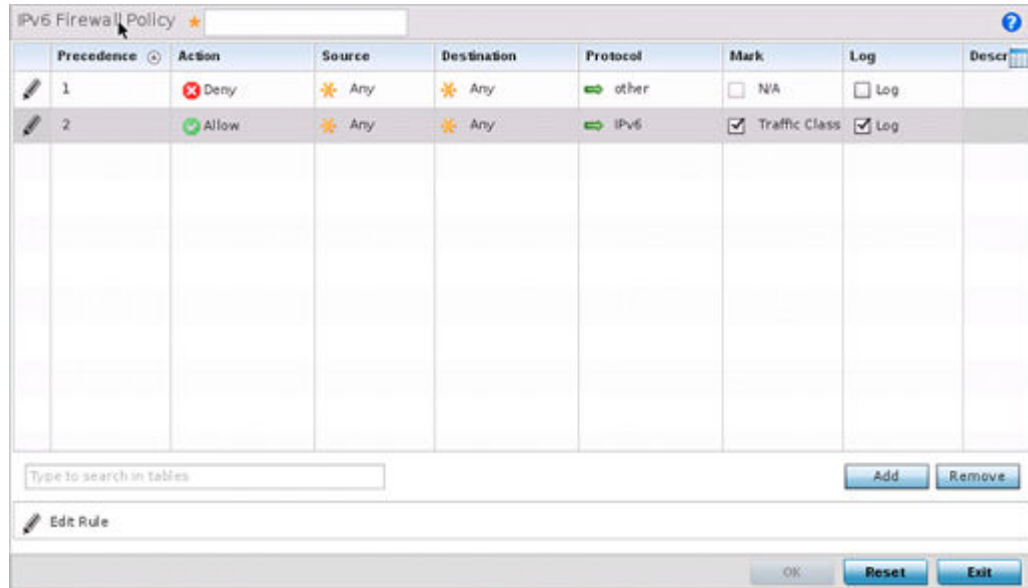 IPv6 Firewall Policy
Precedence Action Source Destination Protocol Mark Log Descr
1 Deny Any Any other N/A Log
2 Allow Any Any IPv6 Traffic Class Log
Type to search in tables
Add Remove
Edit Rule
OK Reset Exit